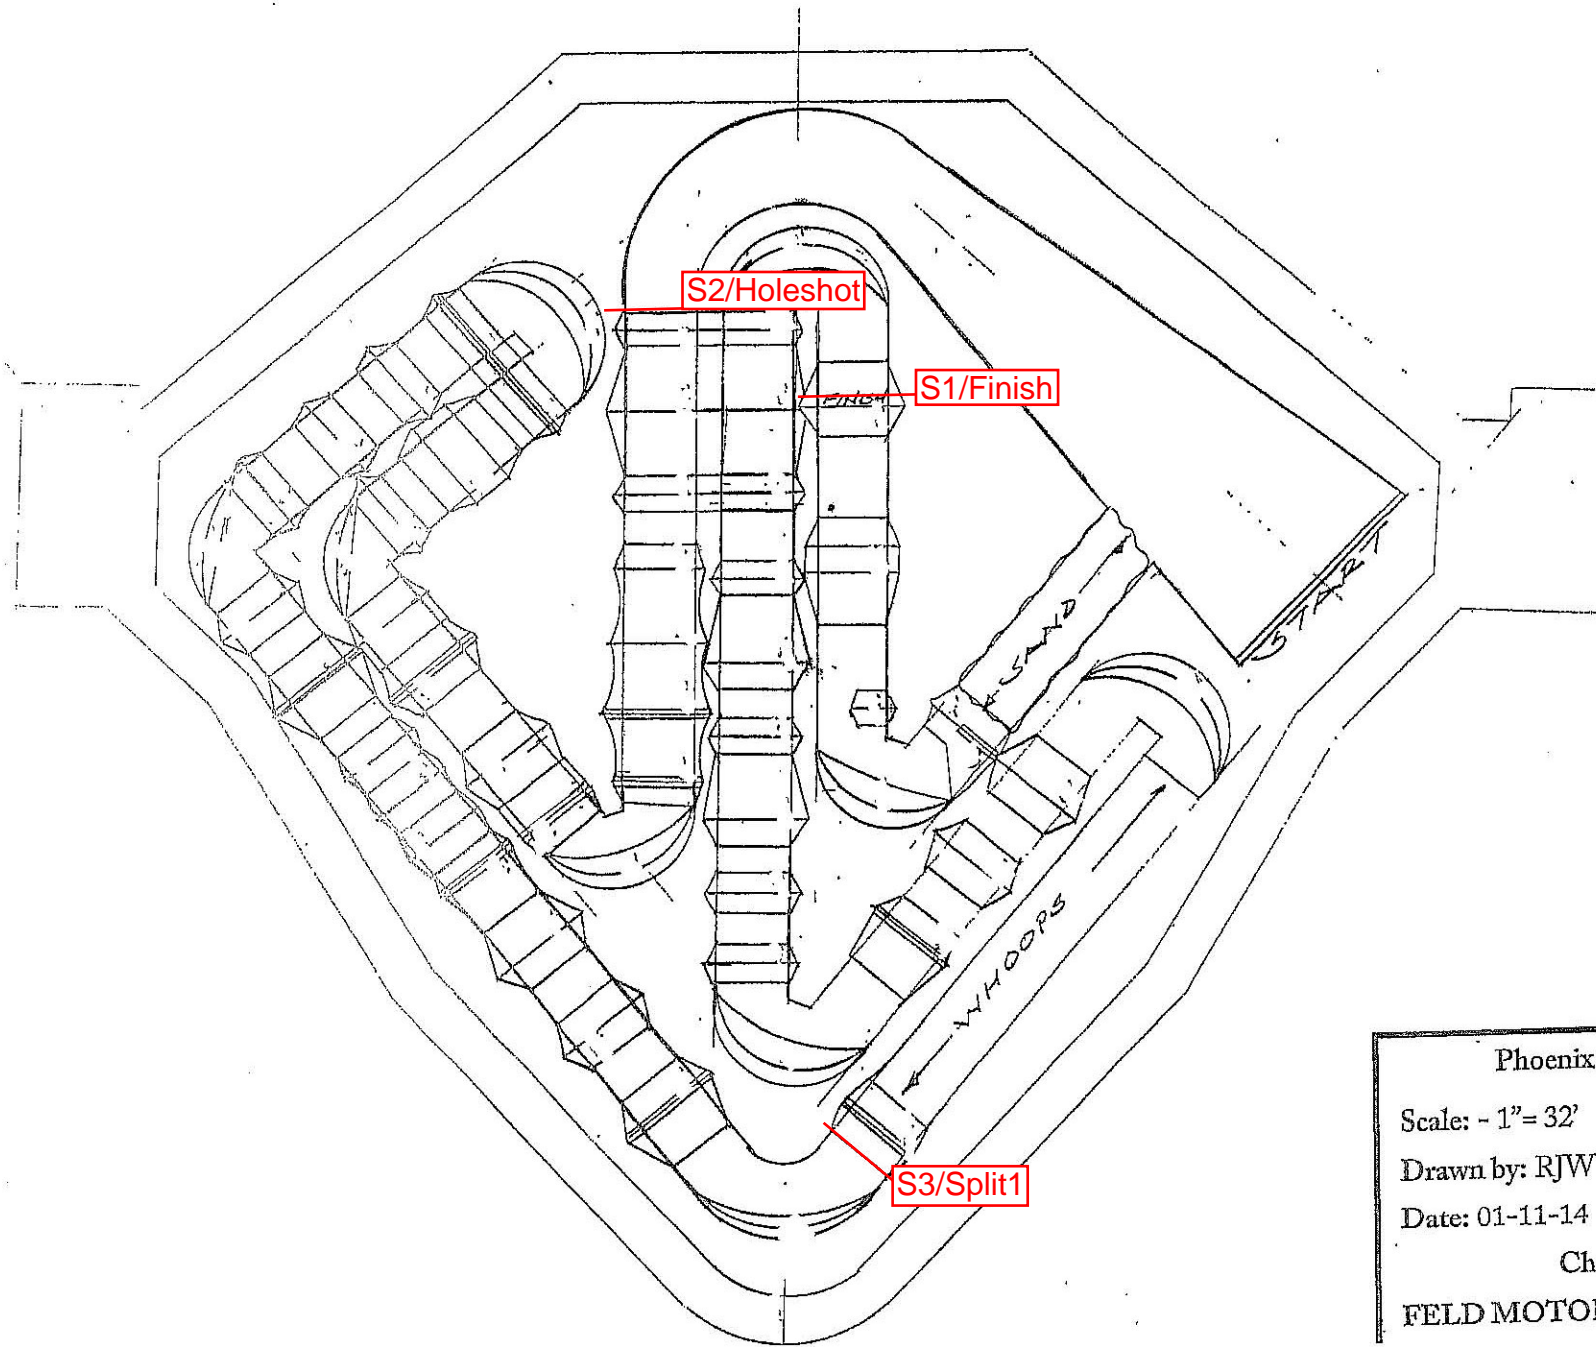 S2/Holeshot
S1/Finish
FINISH
START
SAND
WHOOPS
S3/Split1
Phoenix,
Scale: - 1"= 32'
Drawn by: RJW
Date: 01-11-14
Ch
FELD MOTO